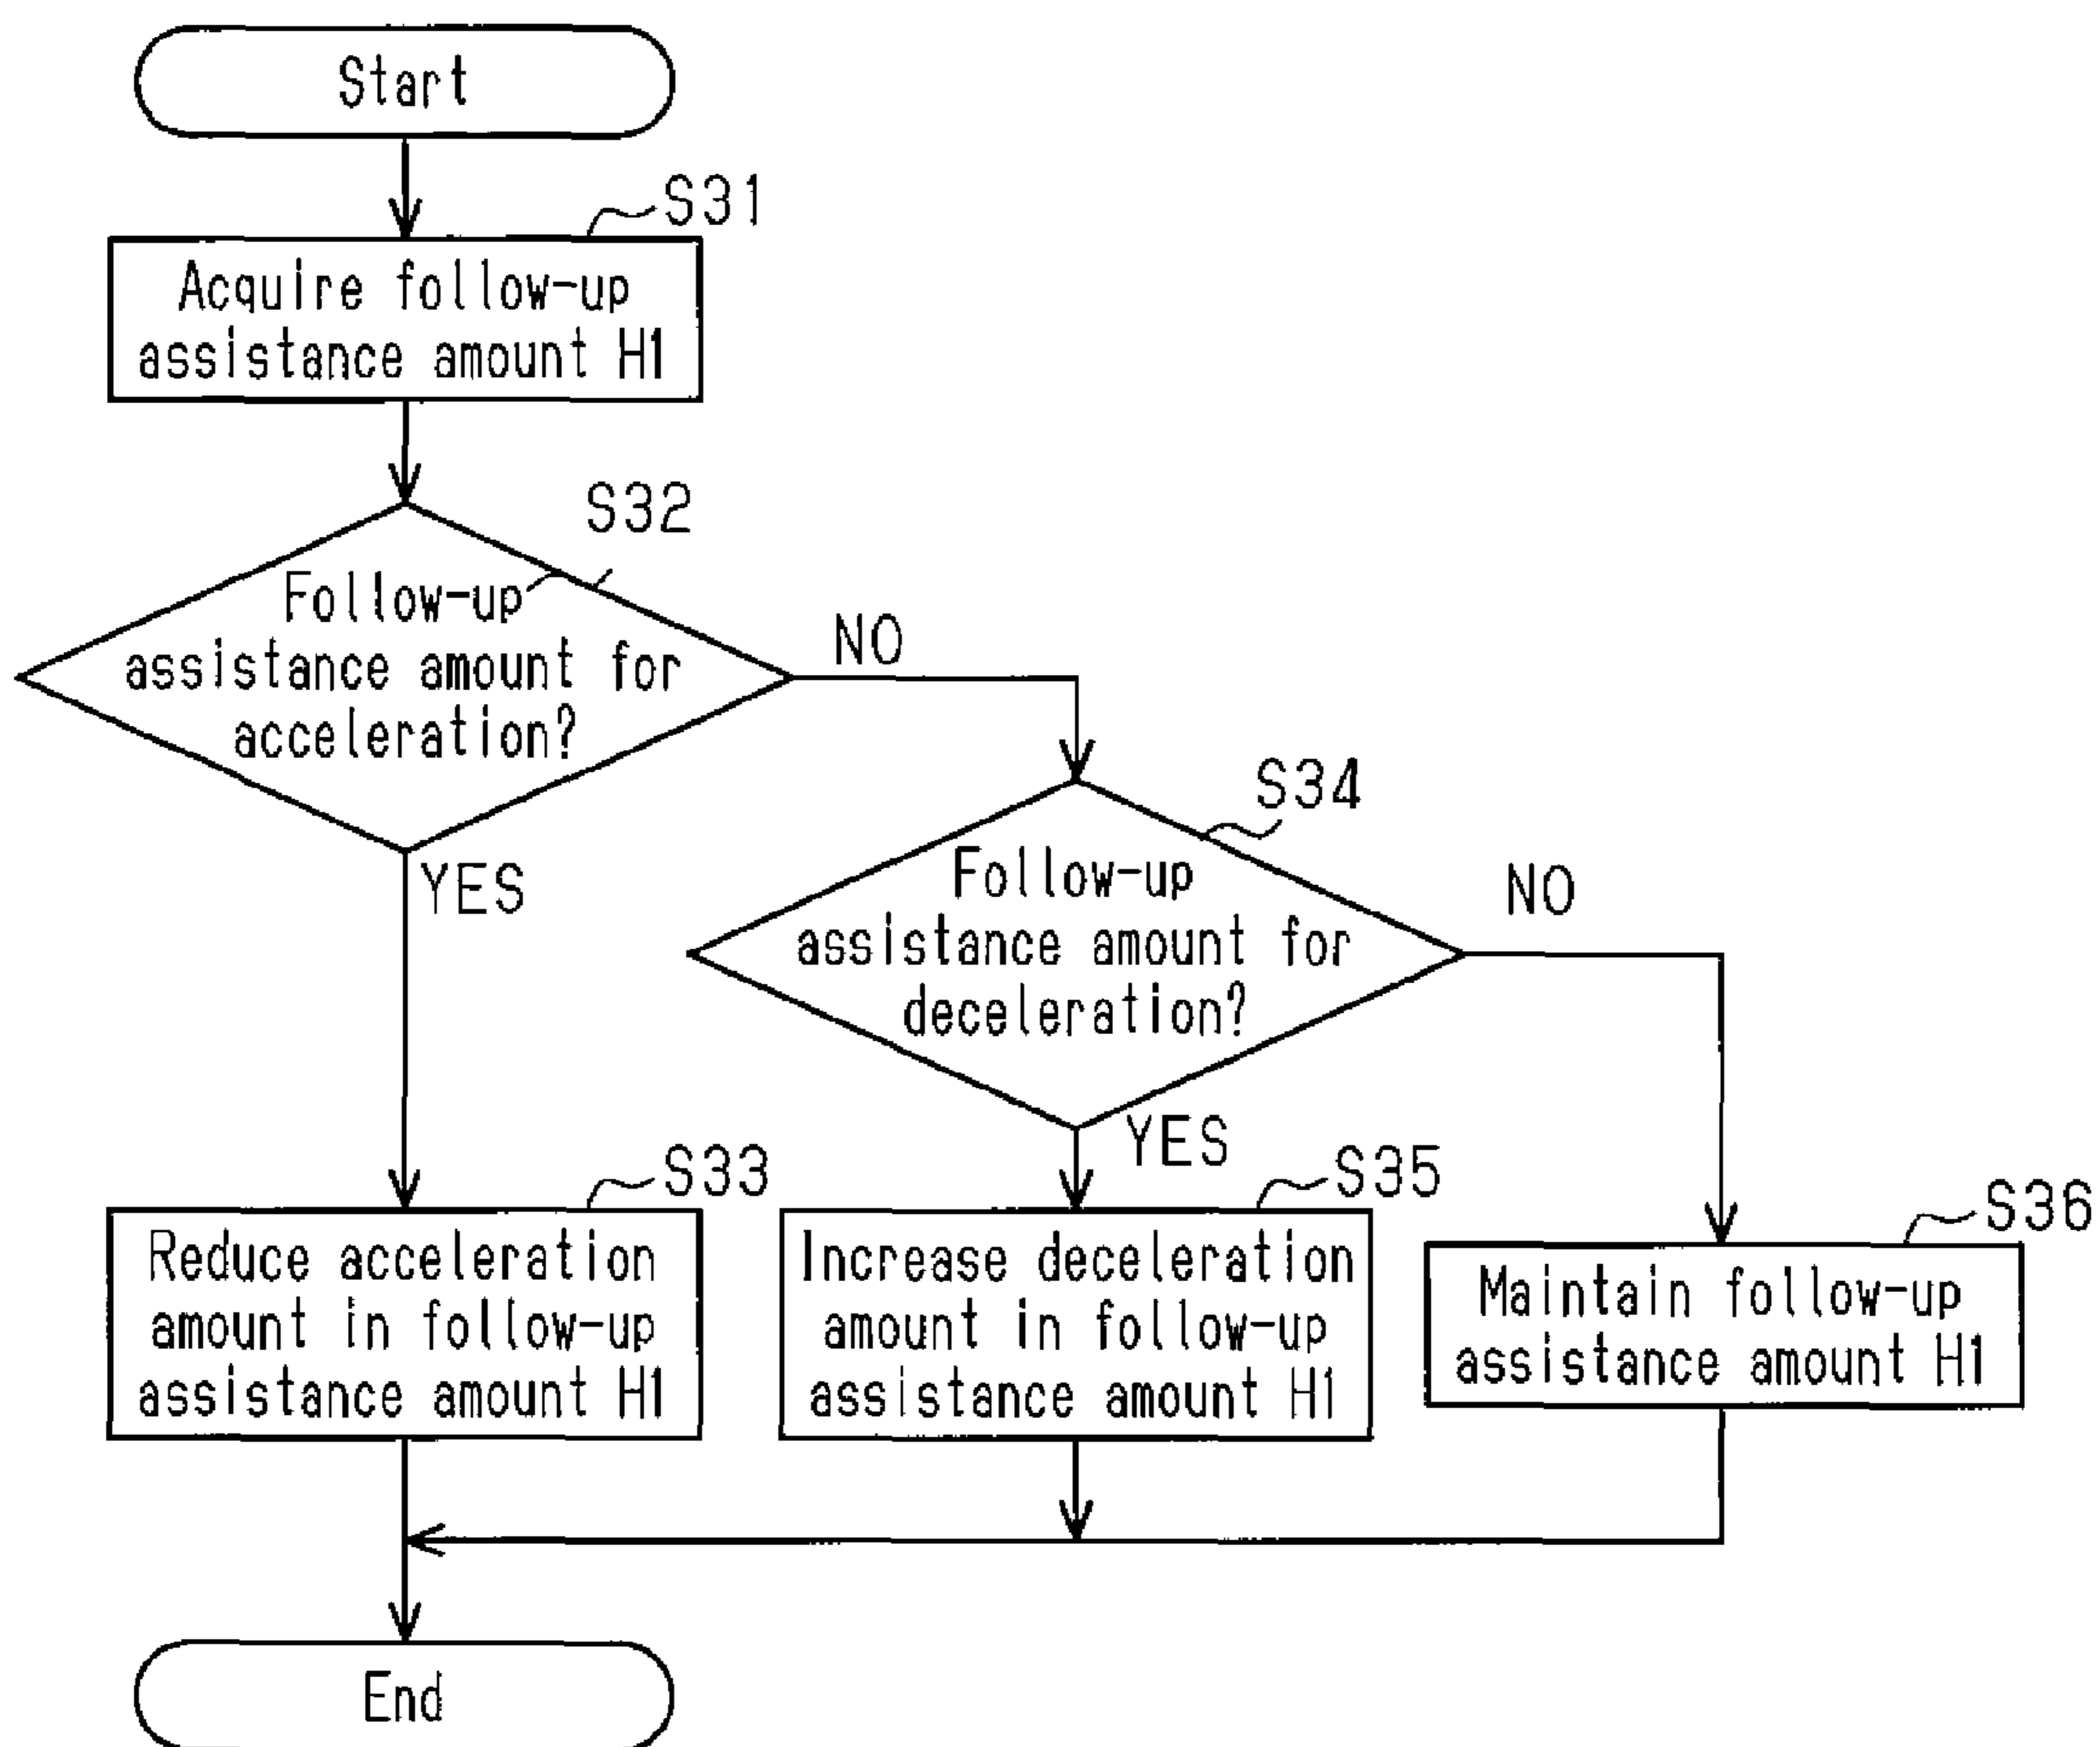 Start
S31
Acquire follow-up
assistance amount H1
S32
Follow-up
assistance amount for
acceleration?
NO
YES
S34
Follow-up
assistance amount for
deceleration?
NO
YES
S33
Reduce acceleration
amount in follow-up
assistance amount H1
S35
Increase deceleration
amount in follow-up
assistance amount H1
S36
Maintain follow-up
assistance amount H1
End